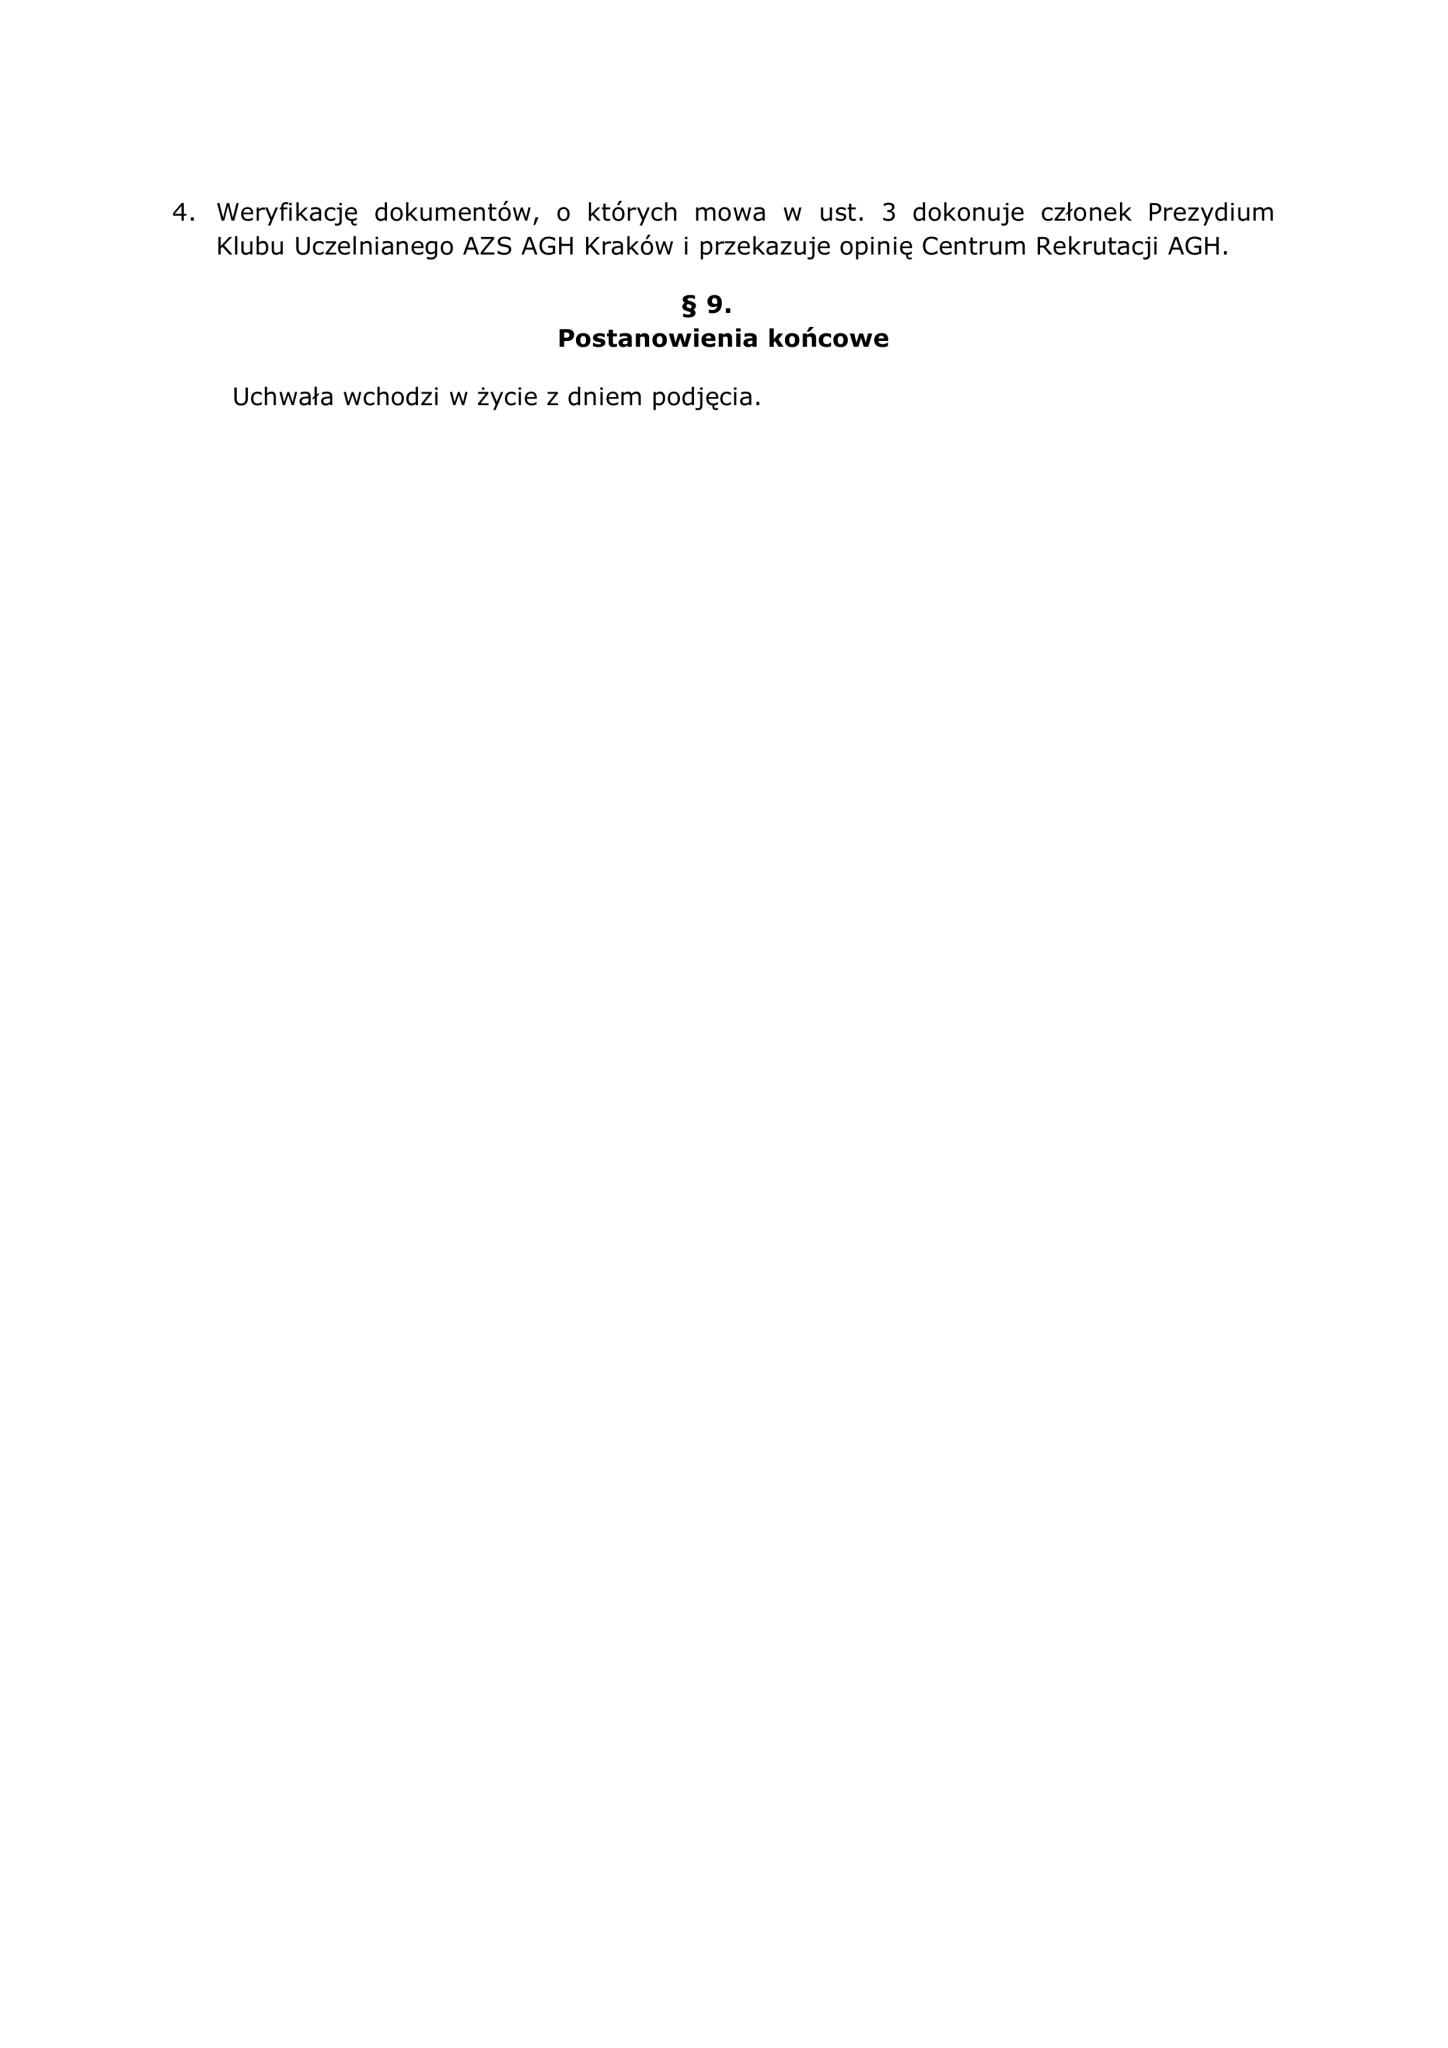 4. Weryfikację dokumentów, o których mowa w ust. 3 dokonuje członek Prezydium
Klubu Uczelnianego AZS AGH Kraków i przekazuje opinię Centrum Rekrutacji AGH.
§ 9.
Postanowienia końcowe
Uchwała wchodzi w życie z dniem podjęcia.